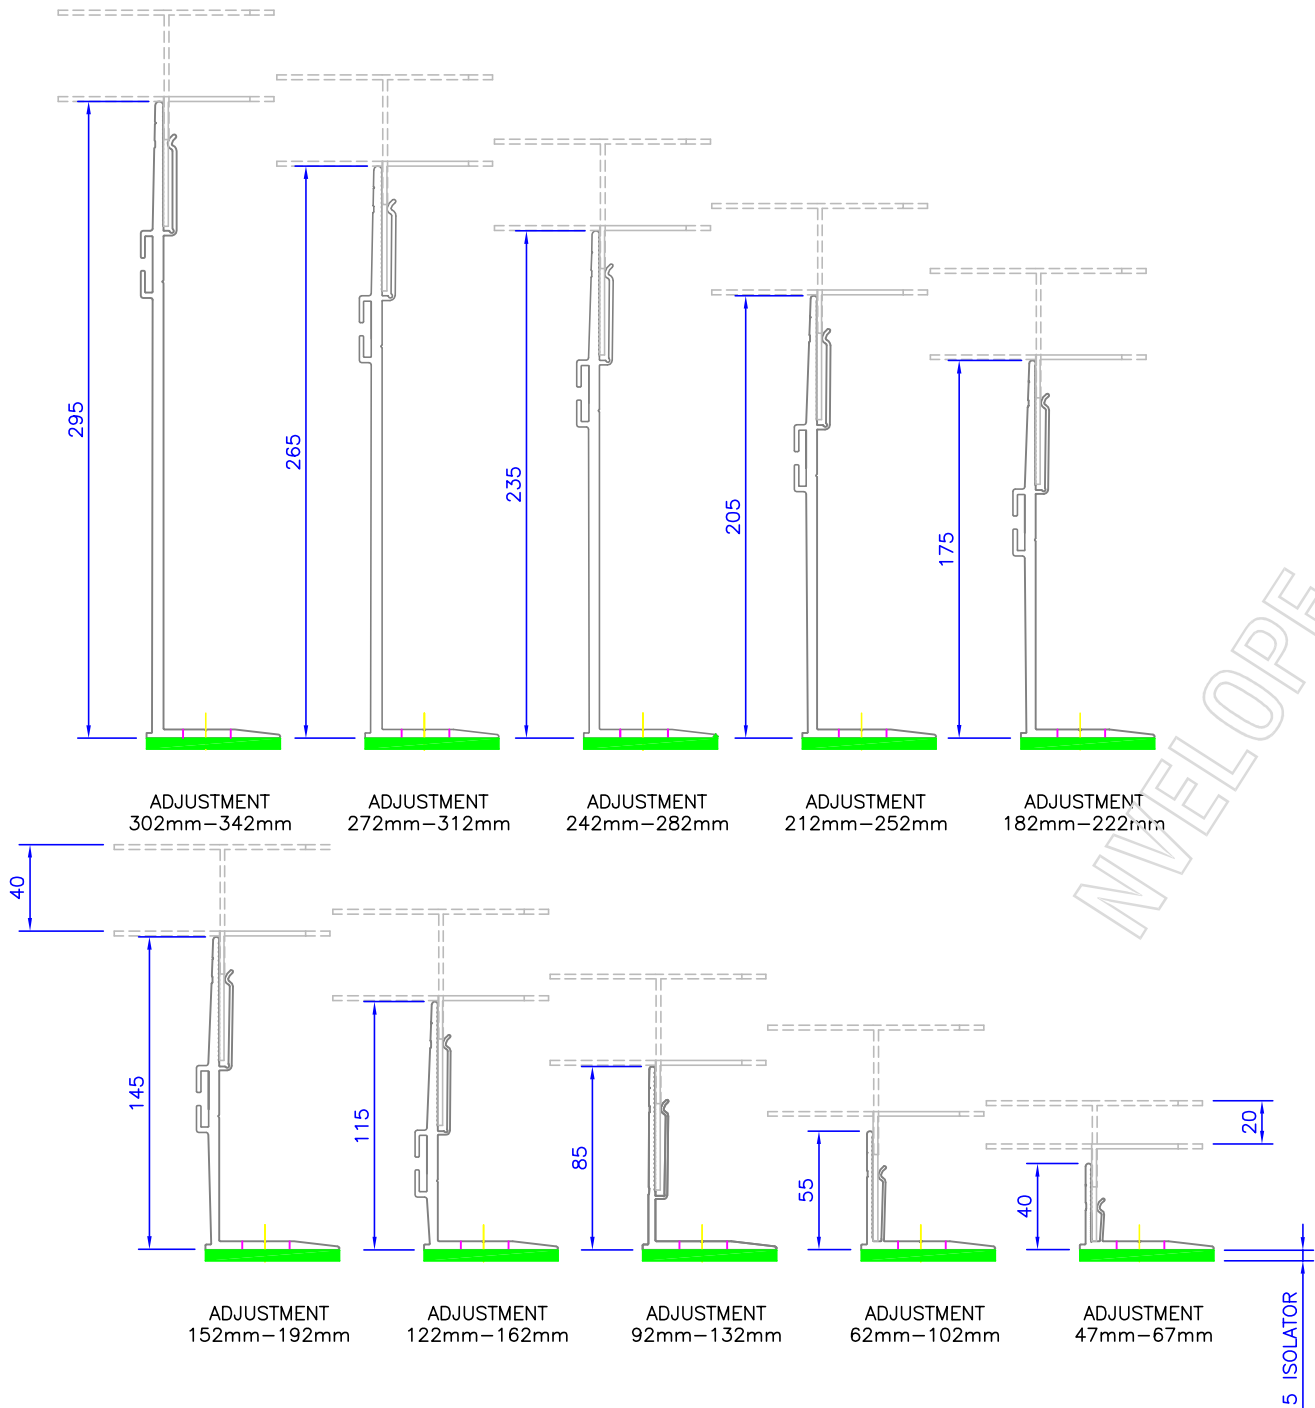 295
265
235
205
175
ADJUSTMENT
302mm-342mm
ADJUSTMENT
272mm-312mm
ADJUSTMENT
242mm-282mm
ADJUSTMENT
212mm-252mm
ADJUSTMENT
182mm-222mm
NVELOPE
40
145
115
85
55
40
20
5 ISOLATOR
ADJUSTMENT
152mm-192mm
ADJUSTMENT
122mm-162mm
ADJUSTMENT
92mm-132mm
ADJUSTMENT
62mm-102mm
ADJUSTMENT
47mm-67mm